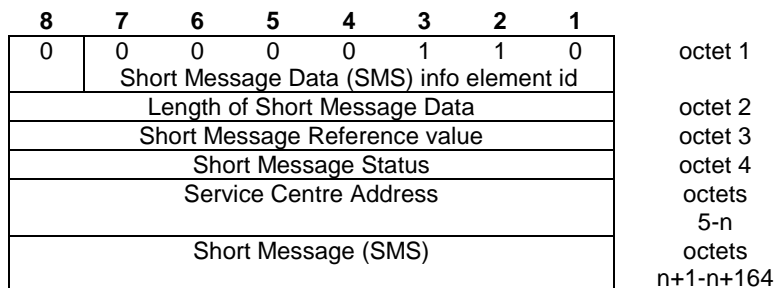 8 7 6 5 4 3 2 1
0 0 0 0 0 1 1 0 octet 1
Short Message Data (SMS) info element id
Length of Short Message Data octet 2
Short Message Reference value octet 3
Short Message Status octet 4
Service Centre Address octets
5-n
Short Message (SMS) octets
n+1-n+164